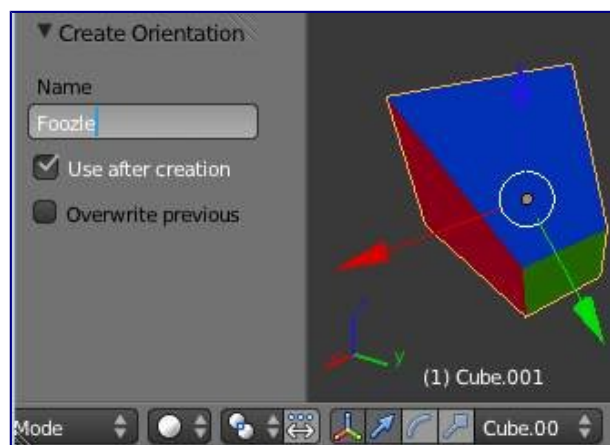 Create Orientation
Name
Foozle
Use after creation
Overwrite previous
y
(1) Cube.001
Mode
Cube.00